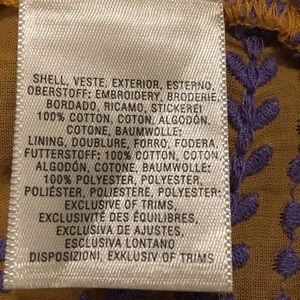 SHELL, VESTE, EXTERIOR, ESTERNO,
OBERSTOFF: EMBROIDERY, BRODERIE,
BORDADO, RICAMO, STICKEREI
100% COTTON, COTON, ALGODÓN,
COTONE, BAUMWOLLE;
LINING, DOUBLURE, FORRO, FODERA,
FUTTERSTOFF: 100% COTTON, COTON,
ALGODÓN, COTONE, BAUMWOLLE;
100% POLYESTER, POLYESTER,
POLIÉSTER, POLIESTERE, POLYESTER;
EXCLUSIVE OF TRIMS,
EXCLUSIVITÉ DES ÉQUILIBRES,
EXCLUSIVA DE AJUSTES,
ESCLUSIVA LONTANO
DISPOSIZIONI, EXKLUSIV OF TRIMS